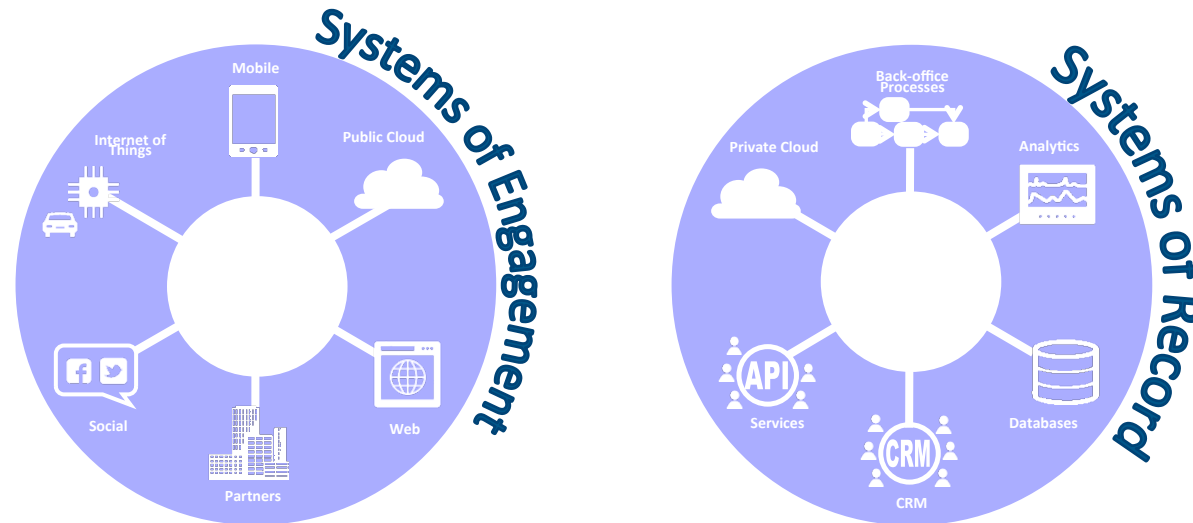 Systems of Engagement
Mobile
Public Cloud
Internet of
Things
Social
Partners
Web
Systems of Record
Back-office
Processes
Private Cloud
Analytics
API
Services
CRM
CRM
Databases